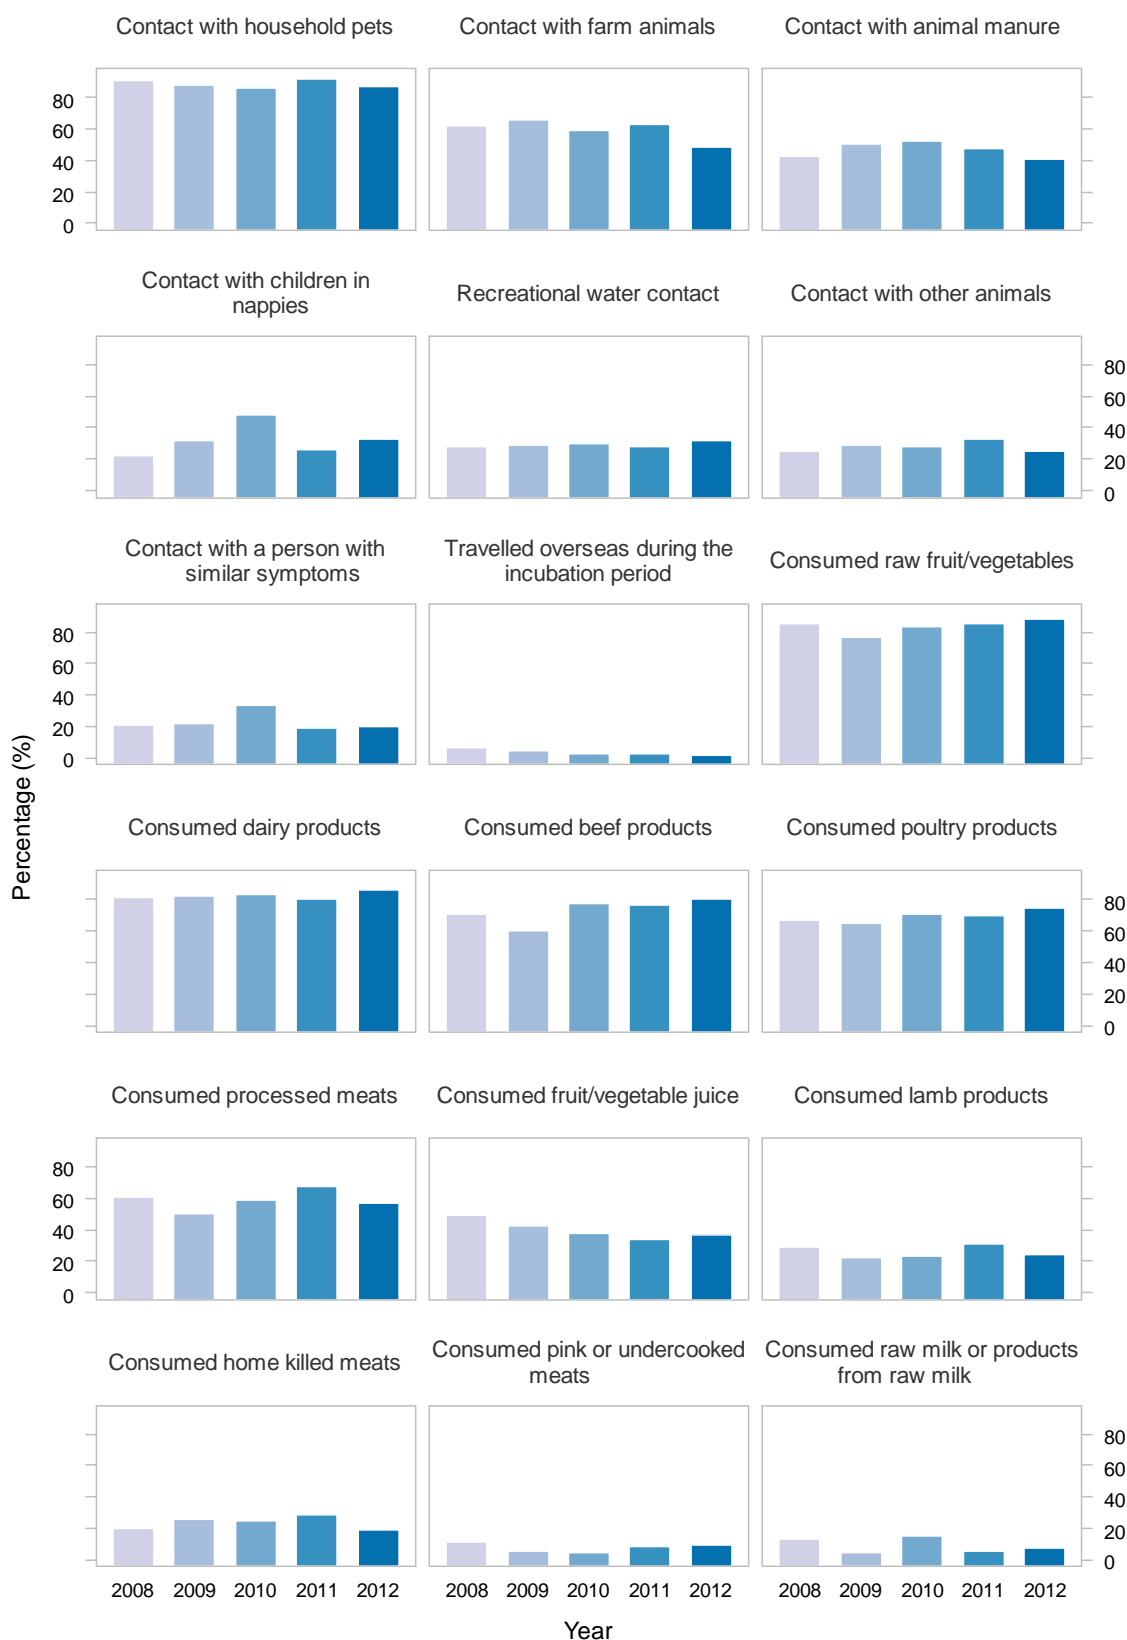 Contact with household pets
Contact with farm animals
Contact with animal manure
80
60
40
20
0
Contact with children in
nappies
Recreational water contact
Contact with other animals
80
60
40
20
0
Contact with a person with
similar symptoms
Travelled overseas during the
incubation period
Consumed raw fruit/vegetables
80
60
40
20
0
Percentage (%)
Consumed dairy products
Consumed beef products
Consumed poultry products
80
60
40
20
0
Consumed processed meats
Consumed fruit/vegetable juice
Consumed lamb products
80
60
40
20
0
Consumed home killed meats
Consumed pink or undercooked
meats
Consumed raw milk or products
from raw milk
80
60
40
20
0
2008 2009 2010 2011 2012
2008 2009 2010 2011 2012
2008 2009 2010 2011 2012
Year